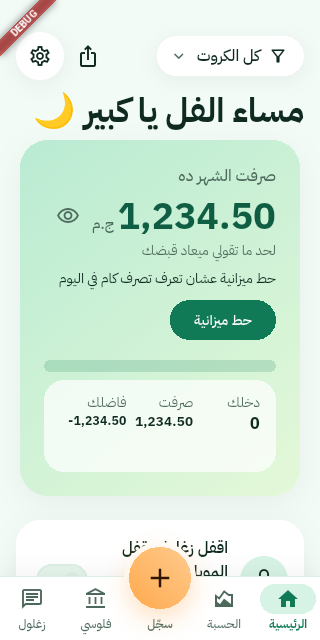 DEBUG
كل الكروت
مساء الفل يا كبير 🌙
صرفت الشهر ده
1,234.50 ج.م
لحد ما تقولي ميعاد قبضك
حط ميزانية عشان تعرف تصرف كام في اليوم
حط ميزانية
دخلك صرفت فاضلك
0 1,234.50 -1,234.50
اقفل
الرئيسية الحسبة سجّل فلوسي زغلول